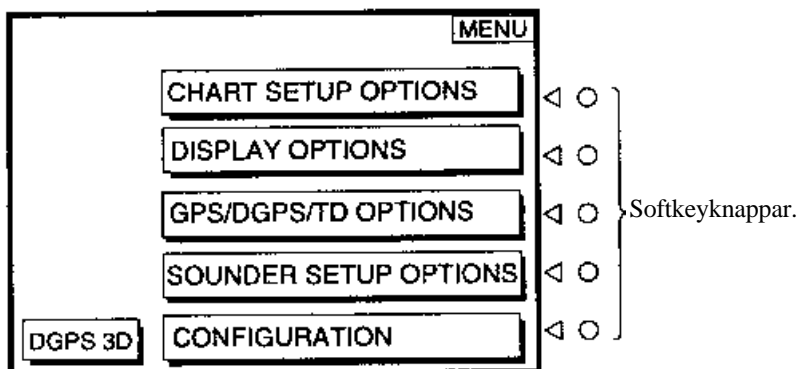 MENU
CHART SETUP OPTIONS
DISPLAY OPTIONS
GPS/DGPS/TD OPTIONS
Softkeyknappar.
SOUNDER SETUP OPTIONS
DGPS 3D
CONFIGURATION